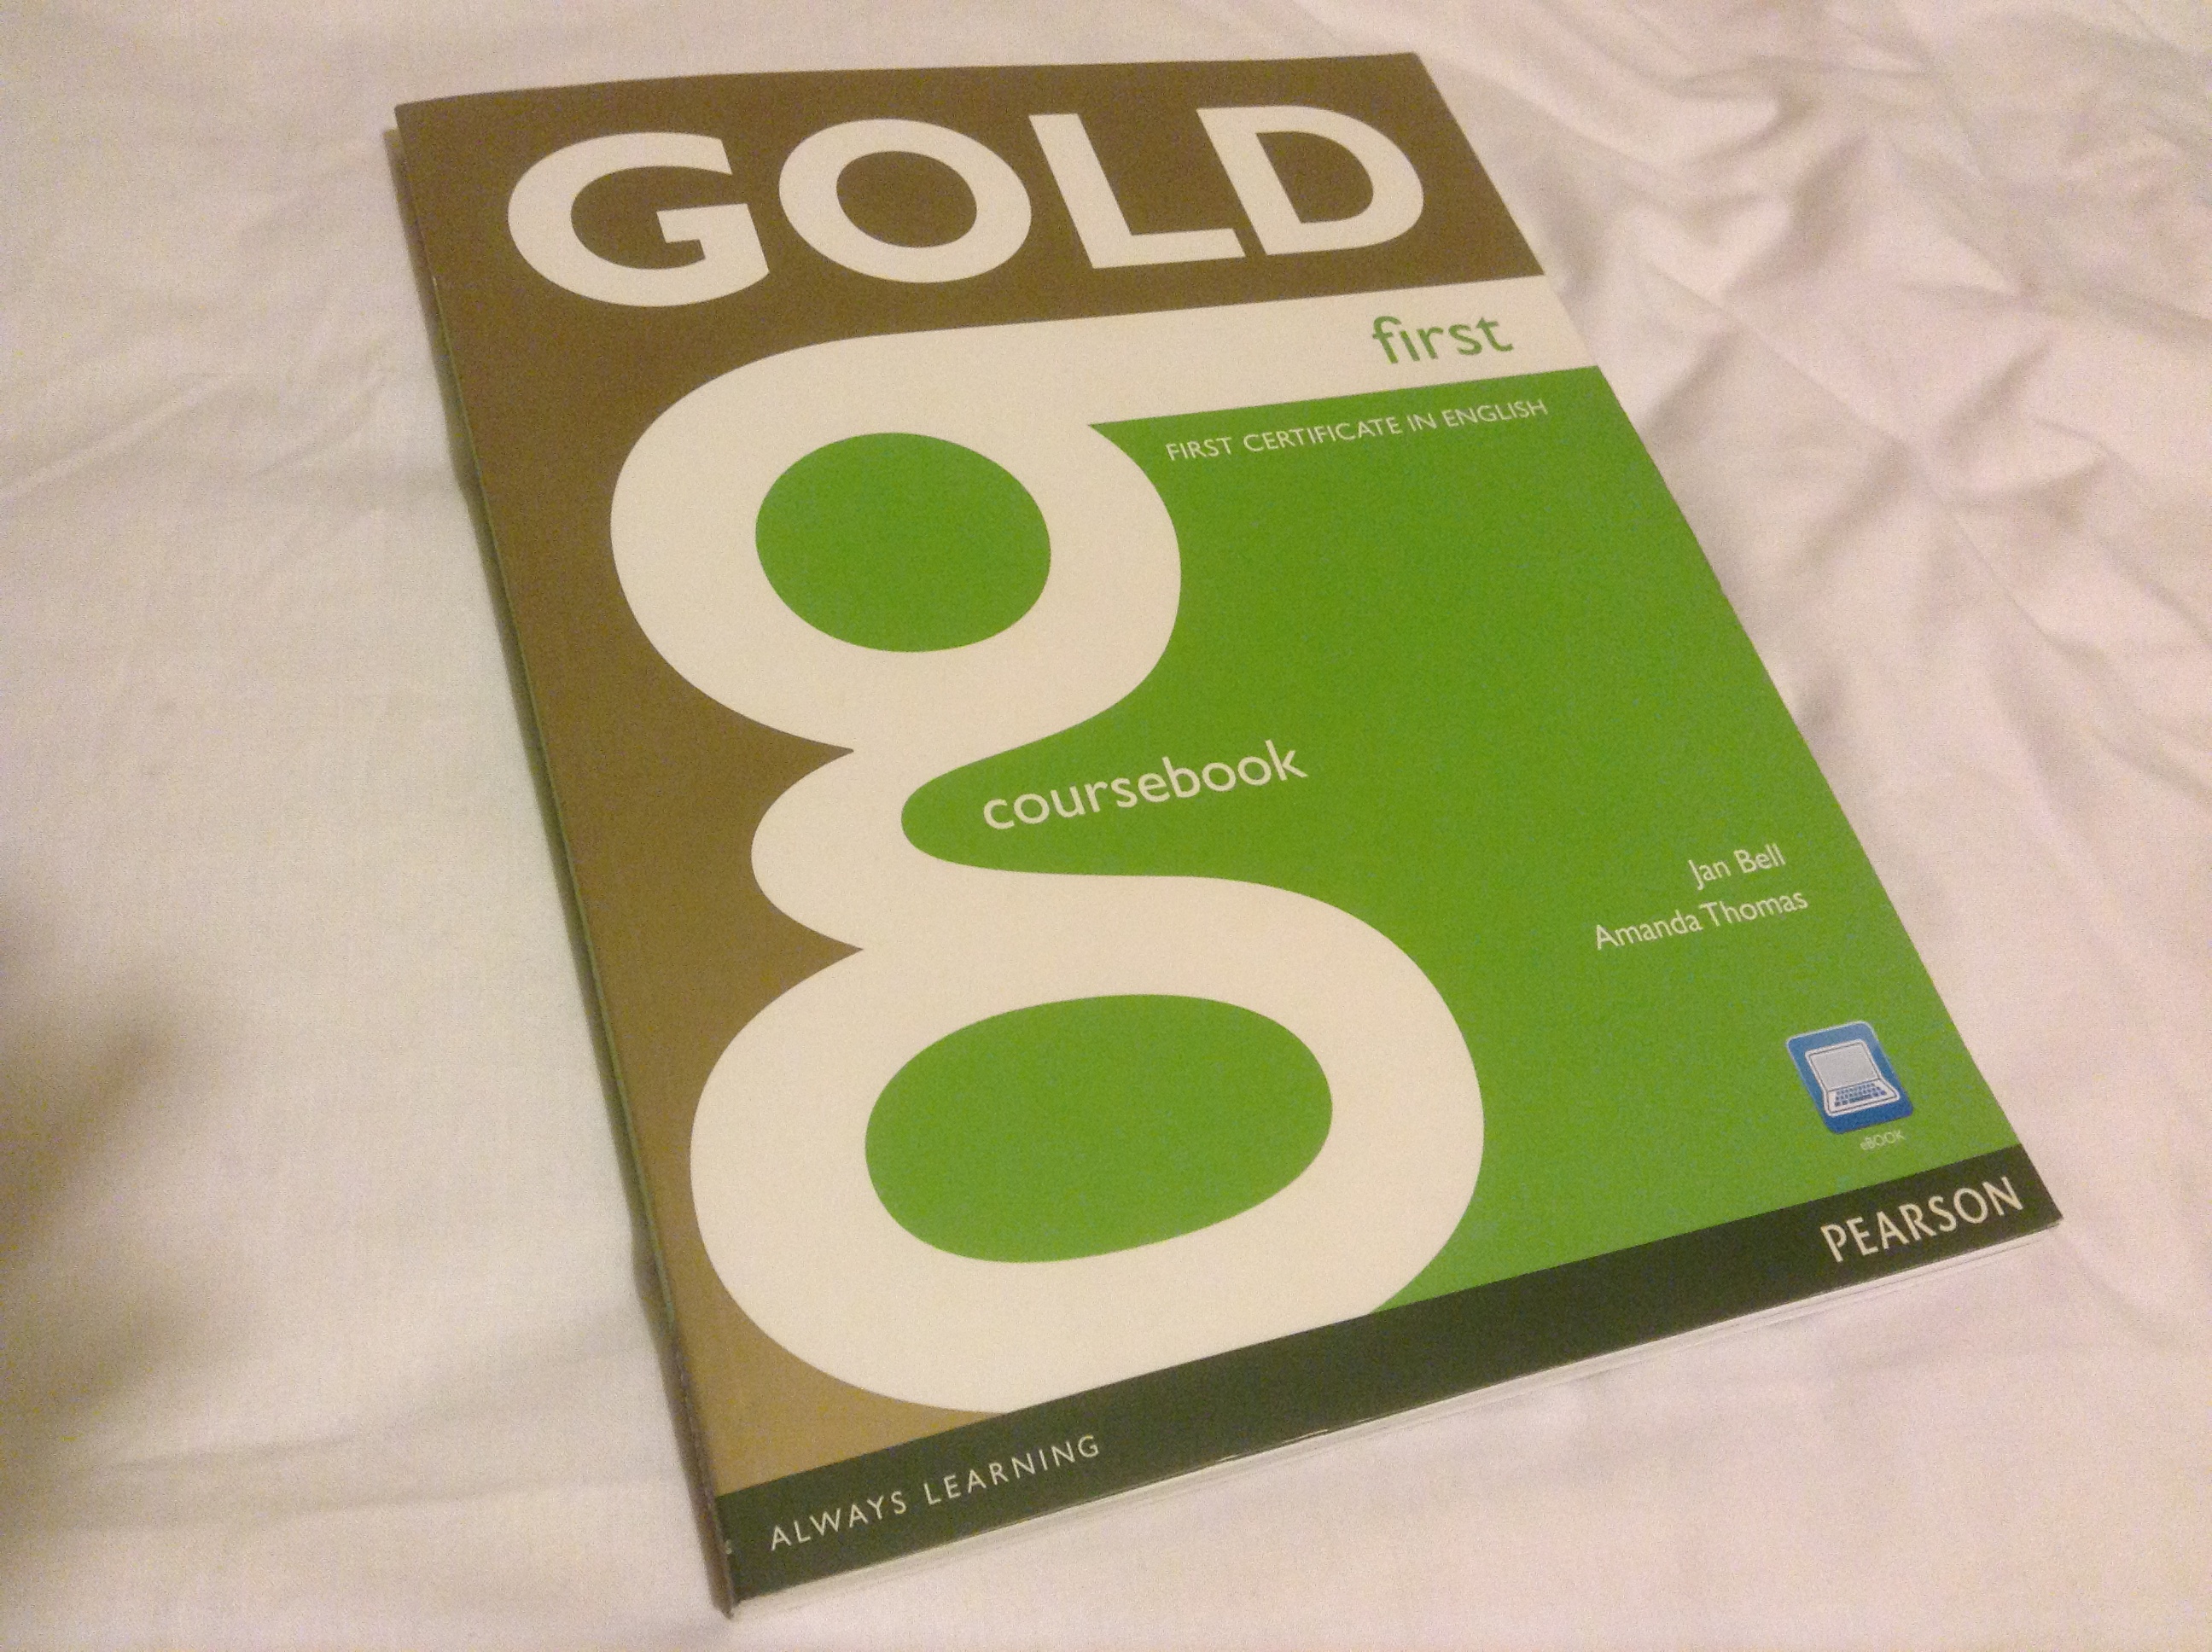 GOLD
first
FIRST CERTIFICATE IN ENGLISH
coursebook
Jan Bell
Amanda Thomas
eBOOK
PEARSON
ALWAYS LEARNING